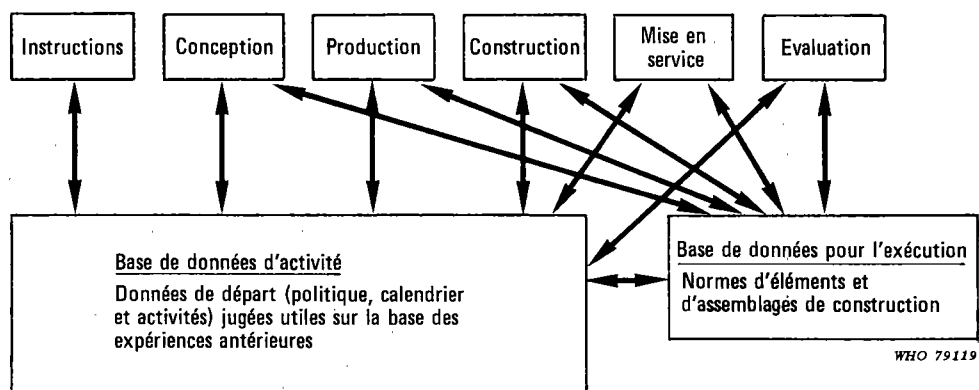 Instructions
Conception
Production
Construction
Mise en
service
Evaluation
Base de données d'activité
Données de départ (politique, calendrier
et activités) jugées utiles sur la base des
expériences antérieures
Base de données pour l'exécution
Normes d'éléments et
d'assemblages de construction
WHO 79119